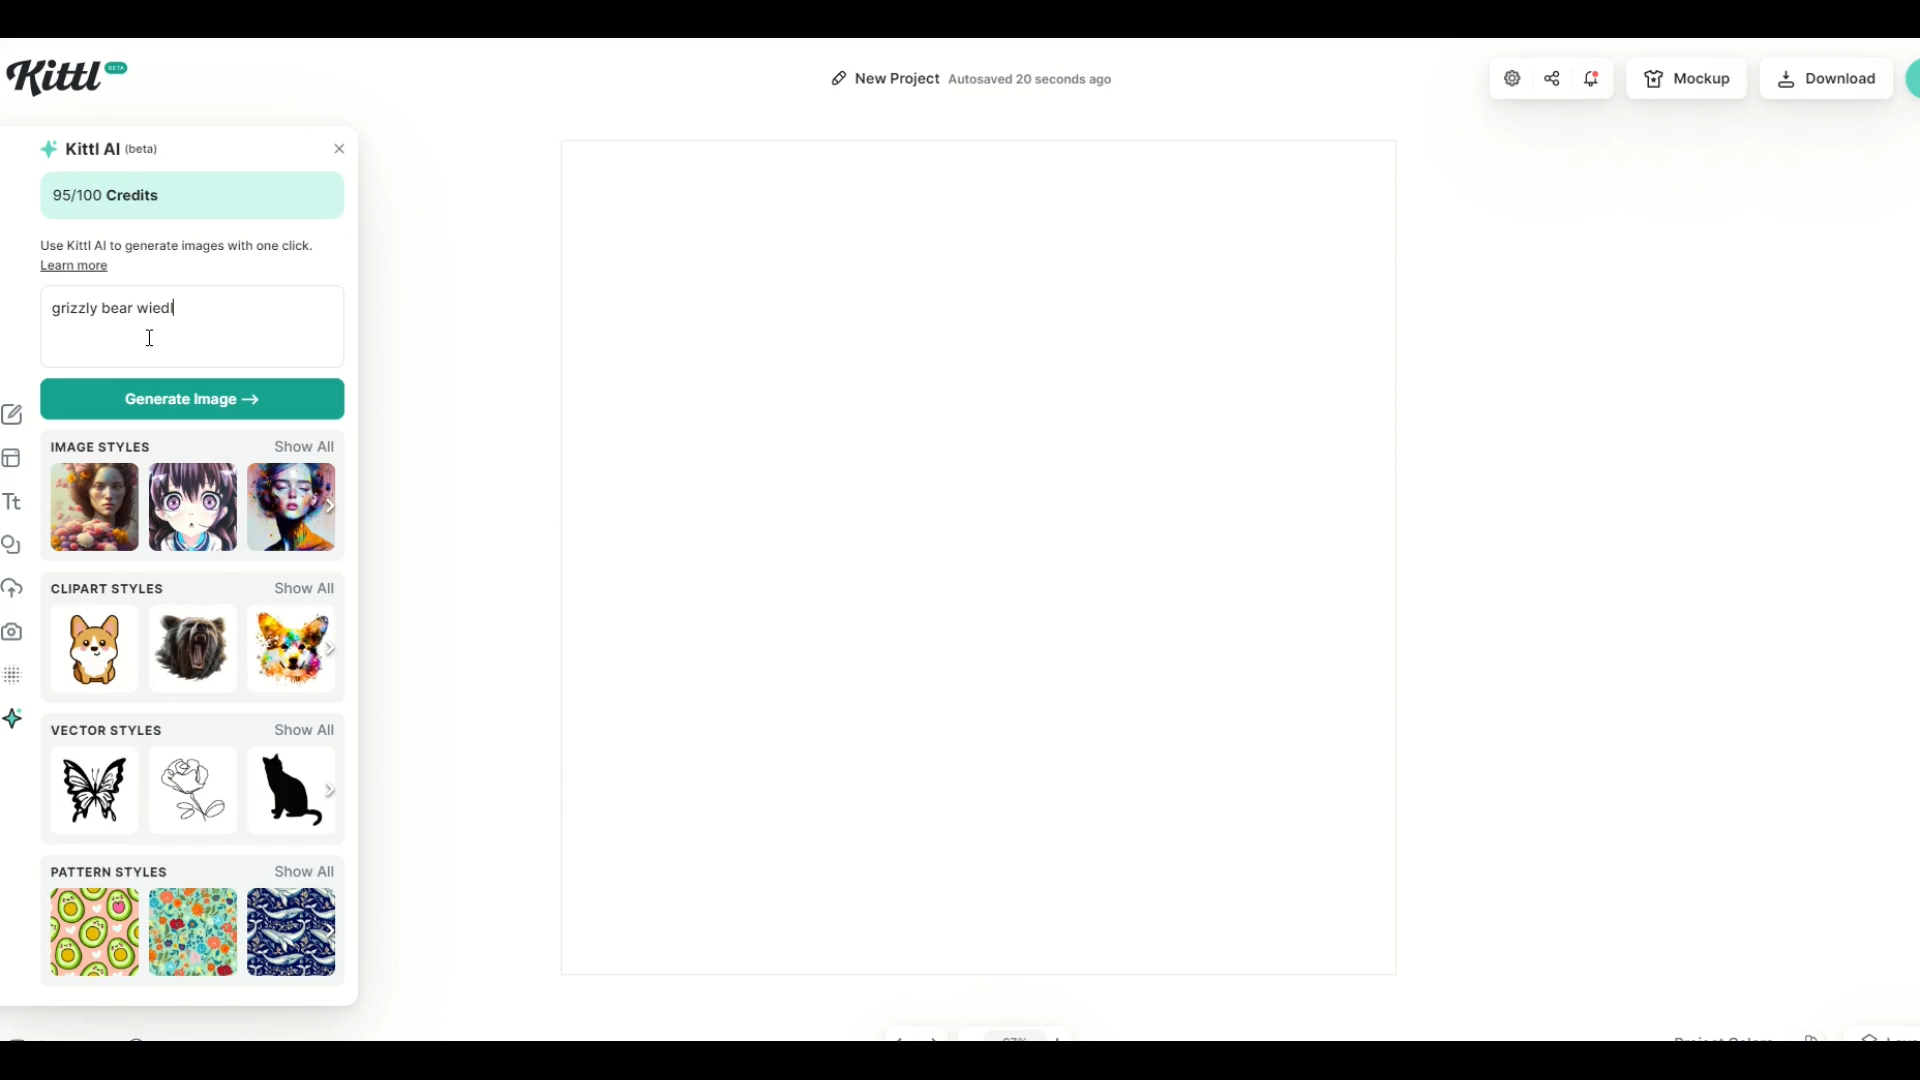 Kittl BETA
New Project Autosaved 20 seconds ago
Mockup
Download
Kittl AI (beta)
95/100 Credits
Use Kittl AI to generate images with one click.
Learn more
grizzly bear wiedl
Generate Image →
IMAGE STYLES Show All
CLIPART STYLES Show All
VECTOR STYLES Show All
PATTERN STYLES Show All